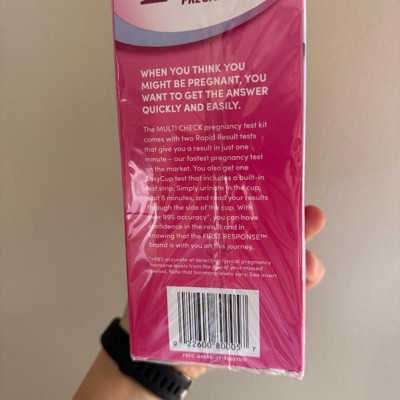 WHEN YOU THINK YOU
MIGHT BE PREGNANT, YOU
WANT TO GET THE ANSWER
QUICKLY AND EASILY.
The MULTI CHECK pregnancy test kit
comes with two Rapid Result tests
that give you a result in just one
minute – our fastest pregnancy test
on the market. You also get one
EasyCup test that includes a built-in
test strip. Simply urinate in the cup,
wait 5 minutes, and read your results
through the side of the cup. With
over 99% accuracy*, you can have
confidence in the result and in
knowing that the FIRST RESPONSE™
brand is with you on this journey.
*>99% accurate at detecting typical pregnancy
hormone levels from the day of your missed
period. Note that hormone levels vary. See insert
9 22600 80005 7